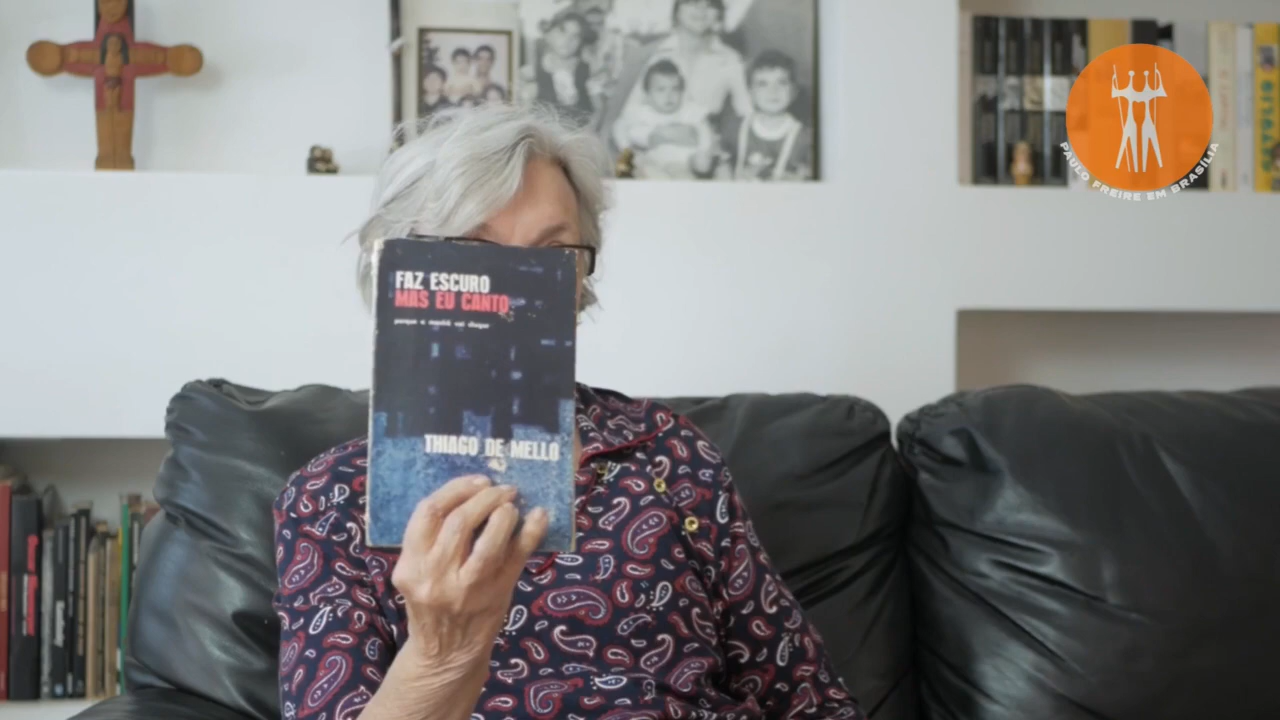 FAZ ESCURO
MAS EU CANTO
porque a manhã vai chegar
THIAGO DE MELLO
PAULO FREIRE EM BRASÍLIA